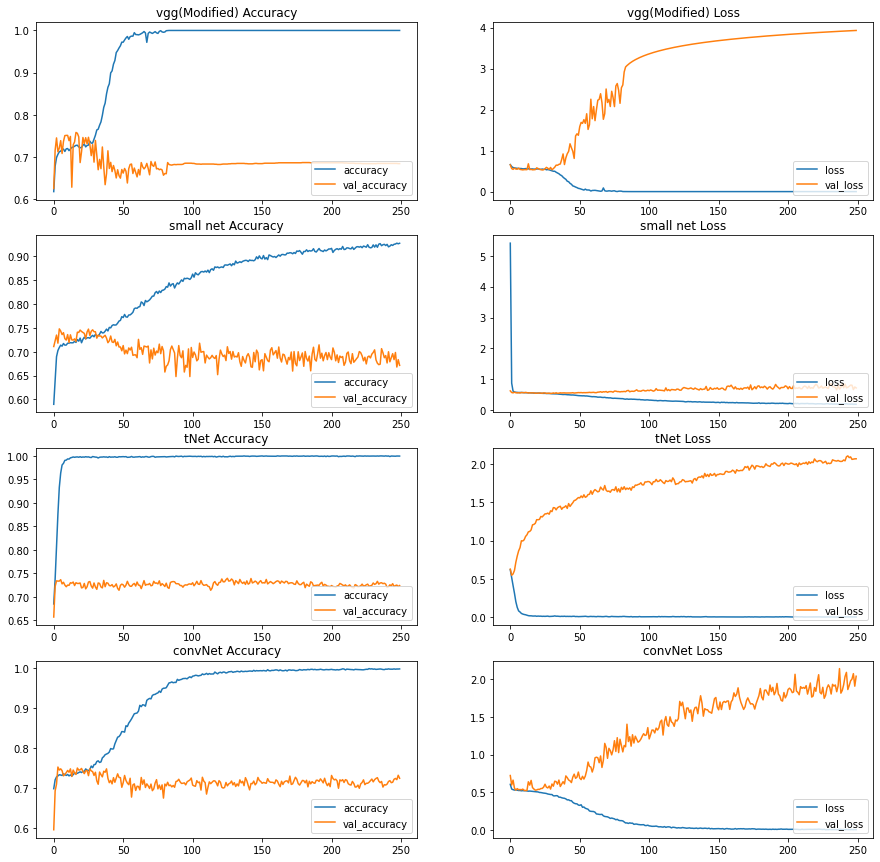 vgg(Modified) Accuracy
1.0
0.9
0.8
0.7
0.6
0 50 100 150 200 250
accuracy
val_accuracy
vgg(Modified) Loss
4
3
2
1
0
0 50 100 150 200 250
loss
val_loss
small net Accuracy
0.90
0.85
0.80
0.75
0.70
0.65
0.60
accuracy
val_accuracy
small net Loss
5
4
3
2
1
0
loss
val_loss
0 50 100 150 200 250
tNet Accuracy
1.00
0.95
0.90
0.85
0.80
0.75
0.70
0.65
accuracy
val_accuracy
0 50 100 150 200 250
tNet Loss
2.0
1.5
1.0
0.5
0.0
loss
val_loss
0 50 100 150 200 250
convNet Accuracy
1.0
0.9
0.8
0.7
0.6
accuracy
val_accuracy
0 50 100 150 200 250
convNet Loss
2.0
1.5
1.0
0.5
0.0
loss
val_loss
0 50 100 150 200 250